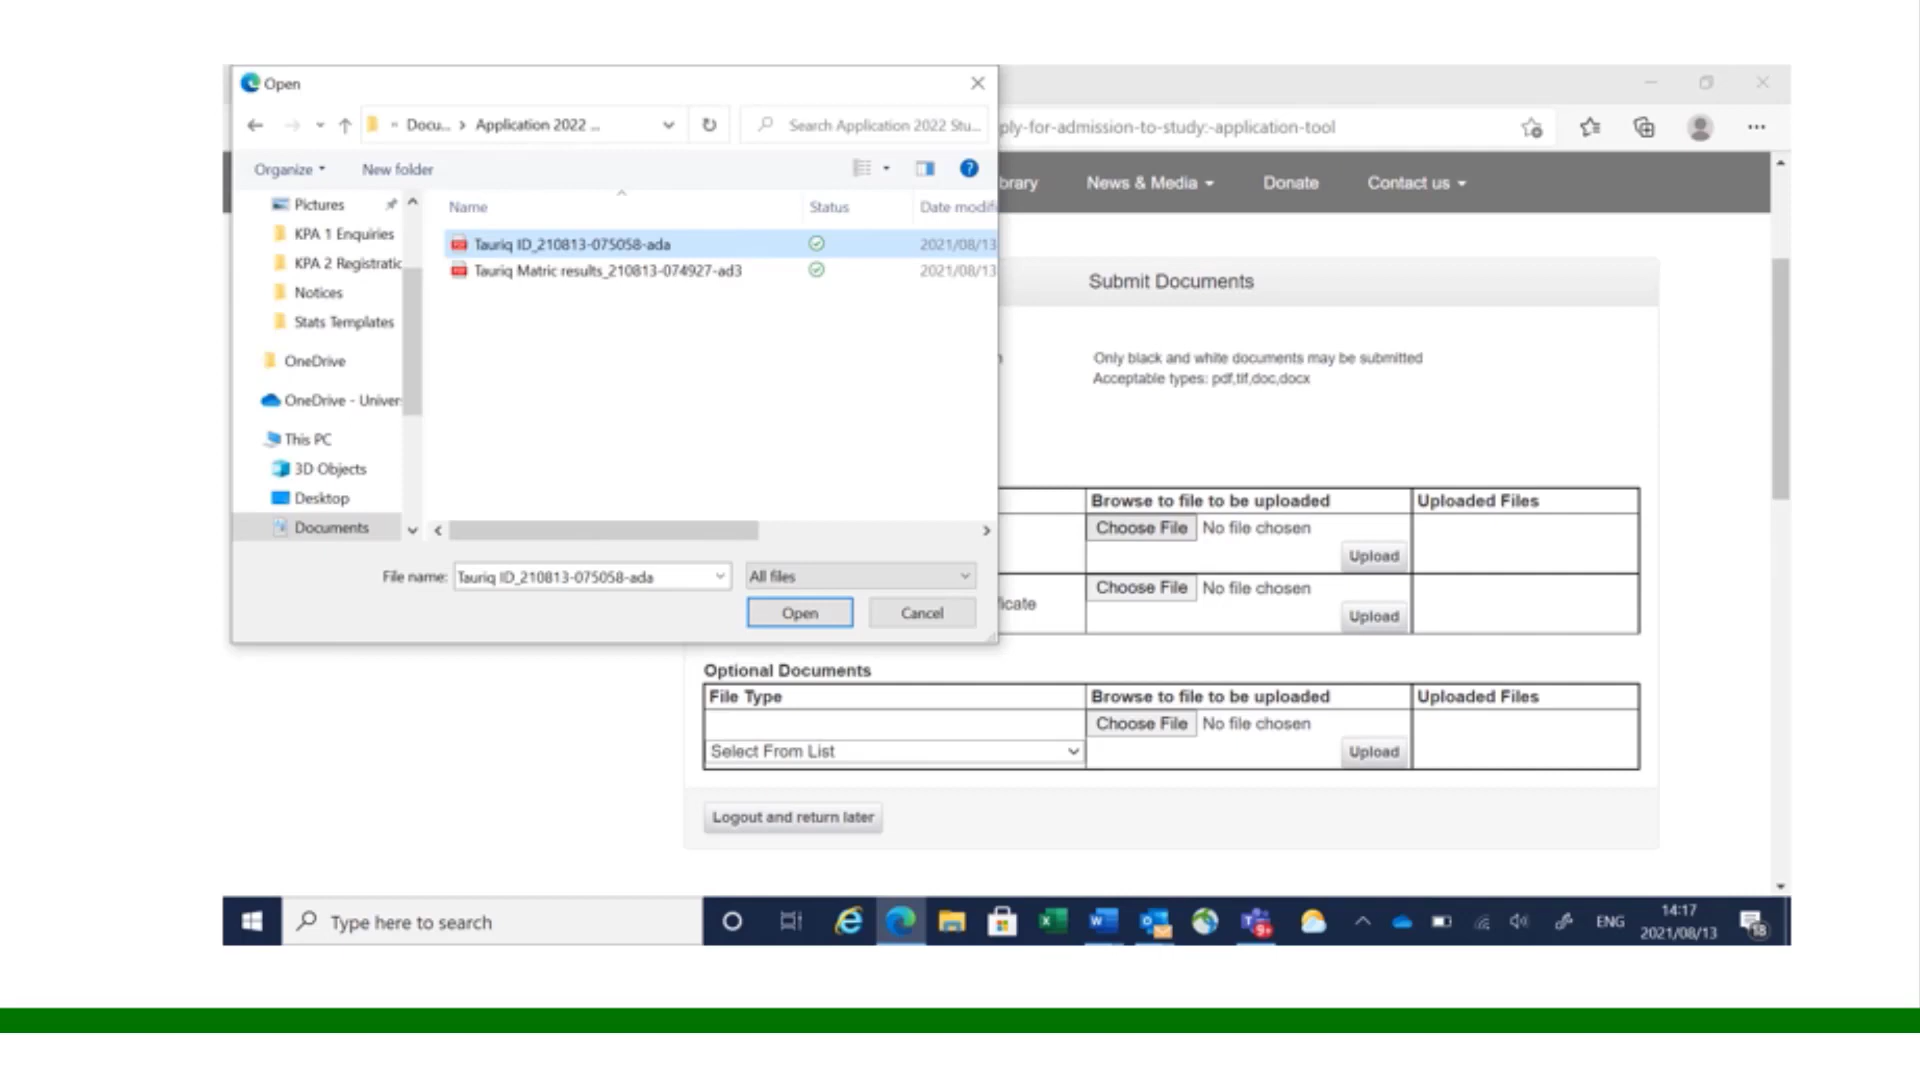 Open
Docu... > Application 2022 ...
Search Application 2022 Stu...
ply-for-admission-to-study:-application-tool
Organize
New folder
brary
News & Media
Donate
Contact us
Pictures
KPA 1 Enquiries
KPA 2 Registratic
Notices
Stats Templates
OneDrive
OneDrive - Univer
This PC
3D Objects
Desktop
Documents
Name
Status
Date modifi
Tauriq ID_210813-075058-ada
2021/08/13
Tauriq Matric results_210813-074927-ad3
2021/08/13
File name:
Tauriq ID_210813-075058-ada
All files
Open
Cancel
Submit Documents
Only black and white documents may be submitted
Acceptable types: pdf,tif,doc,docx
Browse to file to be uploaded
Uploaded Files
Choose File No file chosen
Upload
Choose File No file chosen
icate
Upload
Optional Documents
File Type
Browse to file to be uploaded
Uploaded Files
Choose File No file chosen
Select From List
Upload
Logout and return later
Type here to search
9+
ENG
14:17
2021/08/13
18